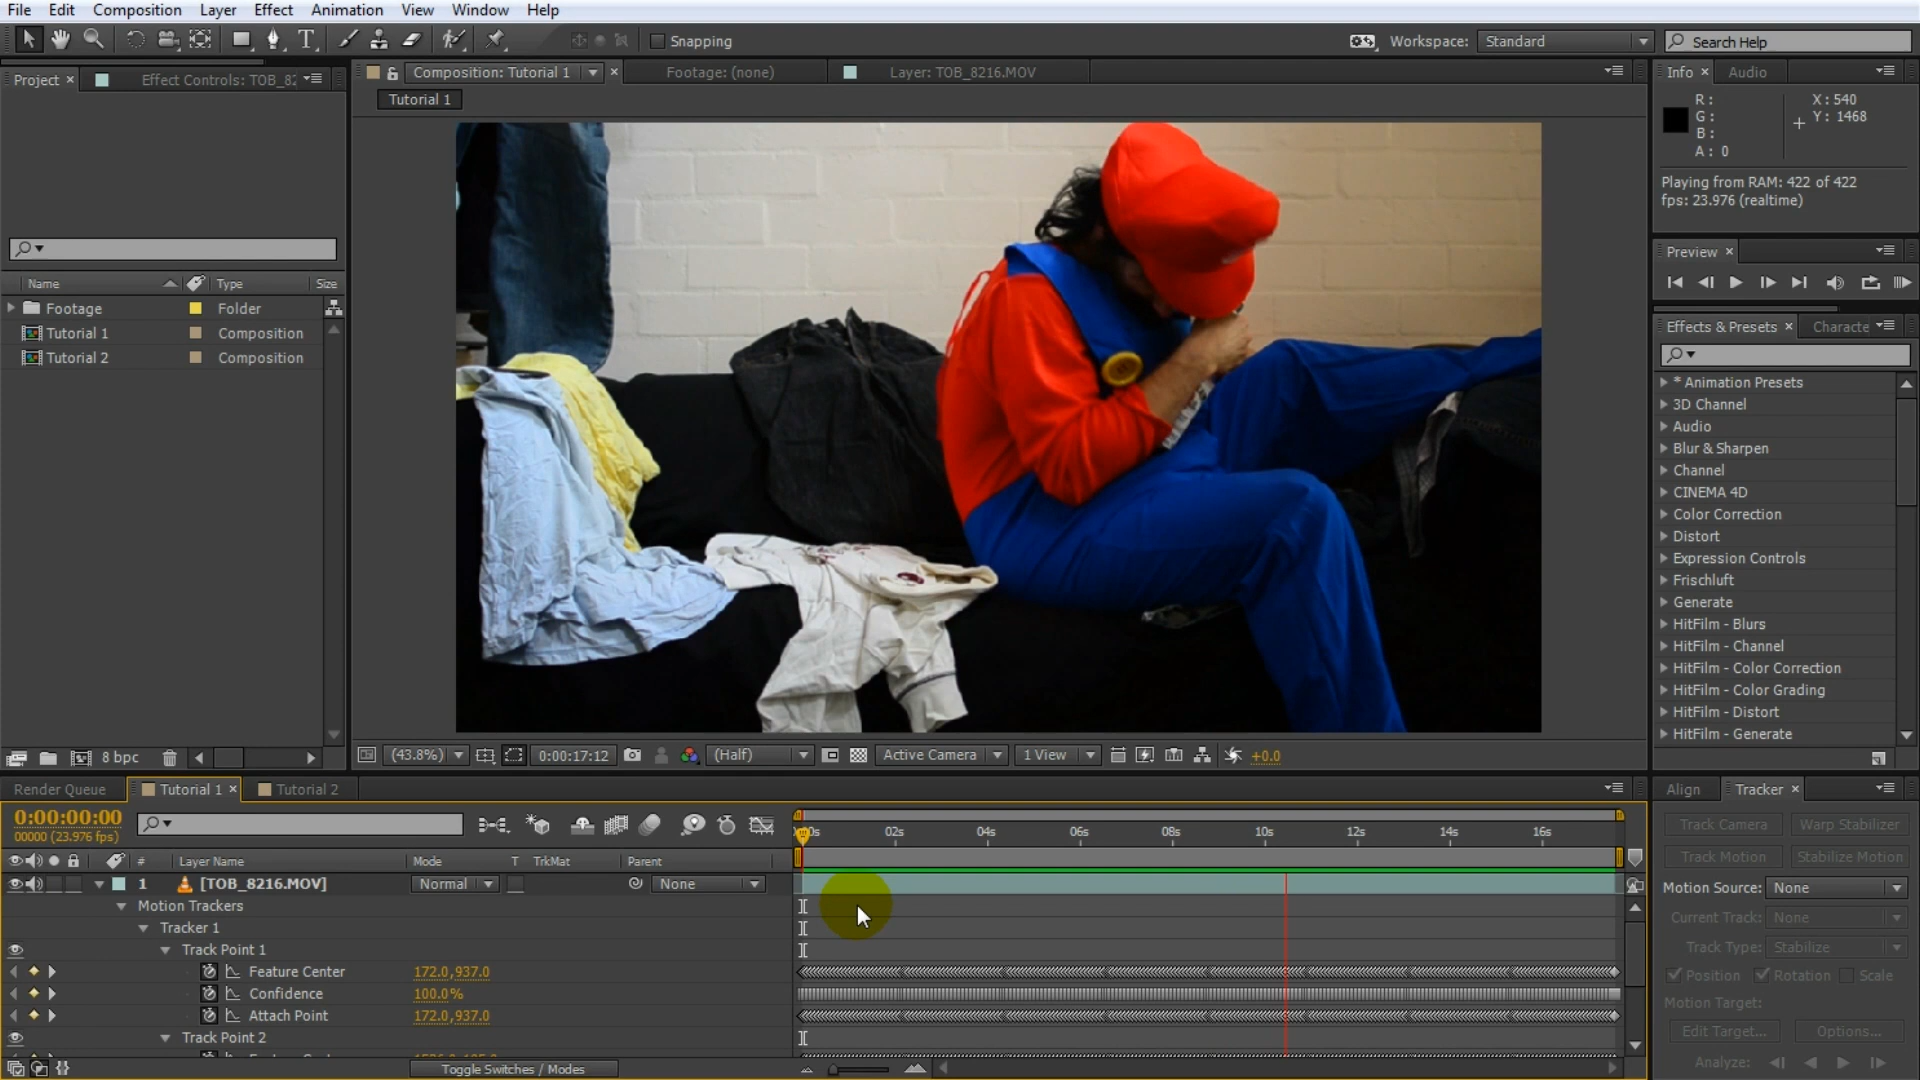 File Edit Composition Layer Effect Animation View Window Help
Snapping
Workspace: Standard
Search Help
Project
Effect Controls: TOB_82
Composition: Tutorial 1
Footage: (none)
Layer: TOB_8216.MOV
Tutorial 1
Info Audio
R:
G:
B:
A: 0
X: 540
Y: 1468
Playing from RAM: 422 of 422
fps: 23.976 (realtime)
Preview
Name Type Size
Footage Folder
Tutorial 1 Composition
Tutorial 2 Composition
Effects & Presets Characte
* Animation Presets
3D Channel
Audio
Blur & Sharpen
Channel
CINEMA 4D
Color Correction
Distort
Expression Controls
Frischluft
Generate
HitFilm - Blurs
HitFilm - Channel
HitFilm - Color Correction
HitFilm - Color Grading
HitFilm - Distort
HitFilm - Generate
8 bpc
(43.8%) 0:00:17:12 (Half) Active Camera 1 View +0.0
Render Queue Tutorial 1 Tutorial 2
0:00:00:00
00000 (23.976 fps)
02s 04s 06s 08s 10s 12s 14s 16s
# Layer Name Mode T TrkMat Parent
1 [TOB_8216.MOV] Normal None
Motion Trackers
Tracker 1
Track Point 1
Feature Center 172.0,937.0
Confidence 100.0%
Attach Point 172.0,937.0
Track Point 2
Toggle Switches / Modes
Align Tracker
Track Camera Warp Stabilizer
Track Motion Stabilize Motion
Motion Source: None
Current Track: None
Track Type: Stabilize
Position Rotation Scale
Motion Target:
Edit Target... Options...
Analyze: